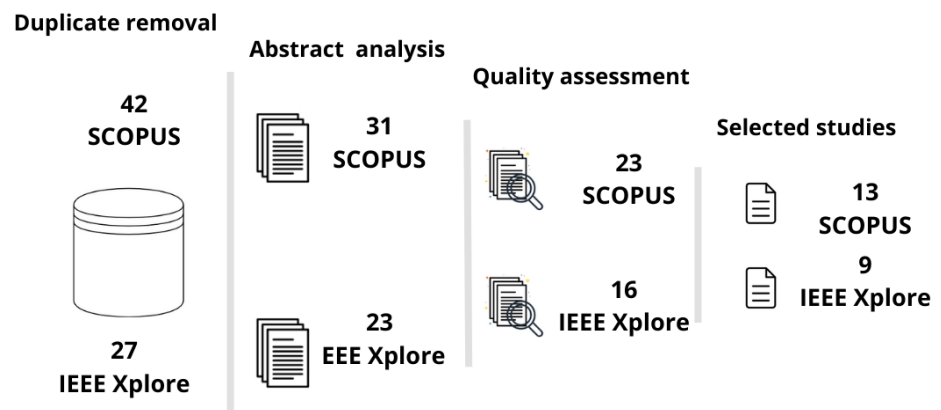 Duplicate removal
42
SCOPUS
27
IEEE Xplore
Abstract analysis
31
SCOPUS
23
EEE Xplore
Quality assessment
23
SCOPUS
16
IEEE Xplore
Selected studies
13
SCOPUS
9
IEEE Xplore